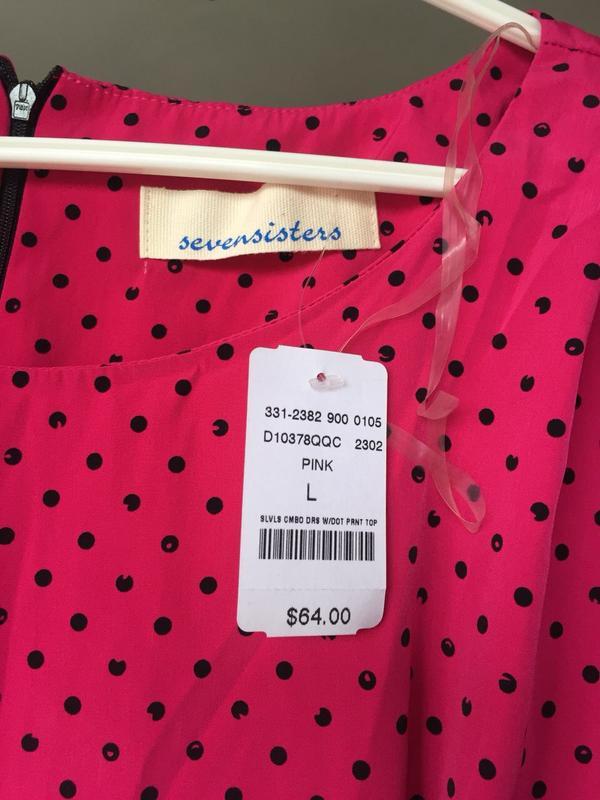 sevensisters
331-2382 900 0105
D10378QQC 2302
PINK
L
SLVLS CMBO DRS W/DOT PRNT TOP
$64.00